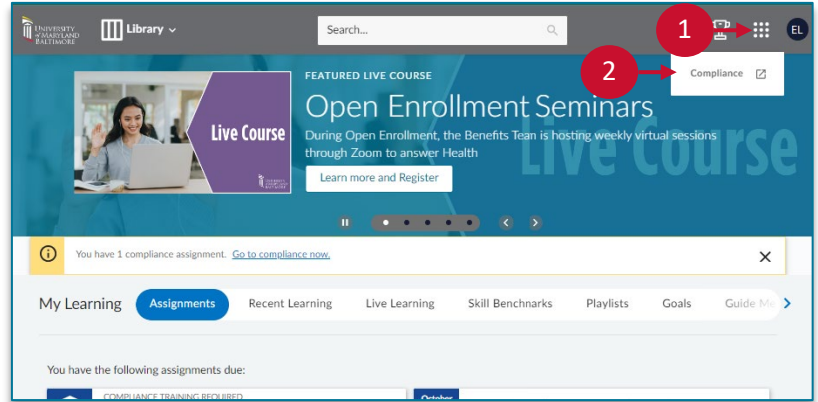 UNIVERSITY
of MARYLAND
BALTIMORE
Library
Search...
1
EL
2
Compliance
FEATURED LIVE COURSE
Open Enrollment Seminars
Live Course
During Open Enrollment, the Benefits Tean is hosting weekly virtual sessions
through Zoom to answer Health
Live Course
Learn more and Register
You have 1 compliance assignment. Go to compliance now.
My Learning
Assignments
Recent Learning
Live Learning
Skill Benchnarks
Playlists
Goals
Guide Me
You have the following assignments due:
COMPLIANCE TRAINING REQUIRED
October